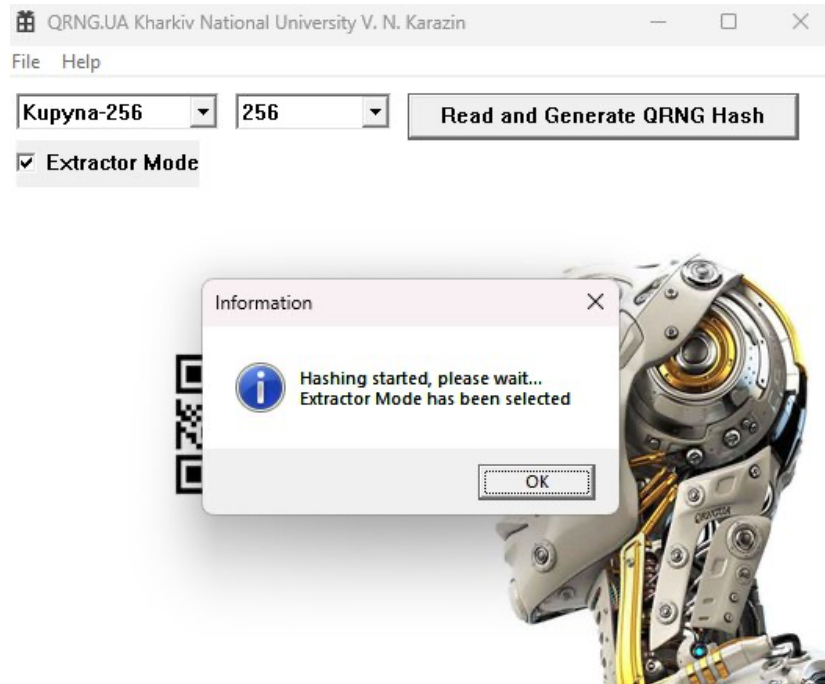 QRNG.UA Kharkiv National University V. N. Karazin
File Help
Kupyna-256 256 Read and Generate QRNG Hash
Extractor Mode
Information
Hashing started, please wait...
Extractor Mode has been selected
OK
QRNGUA